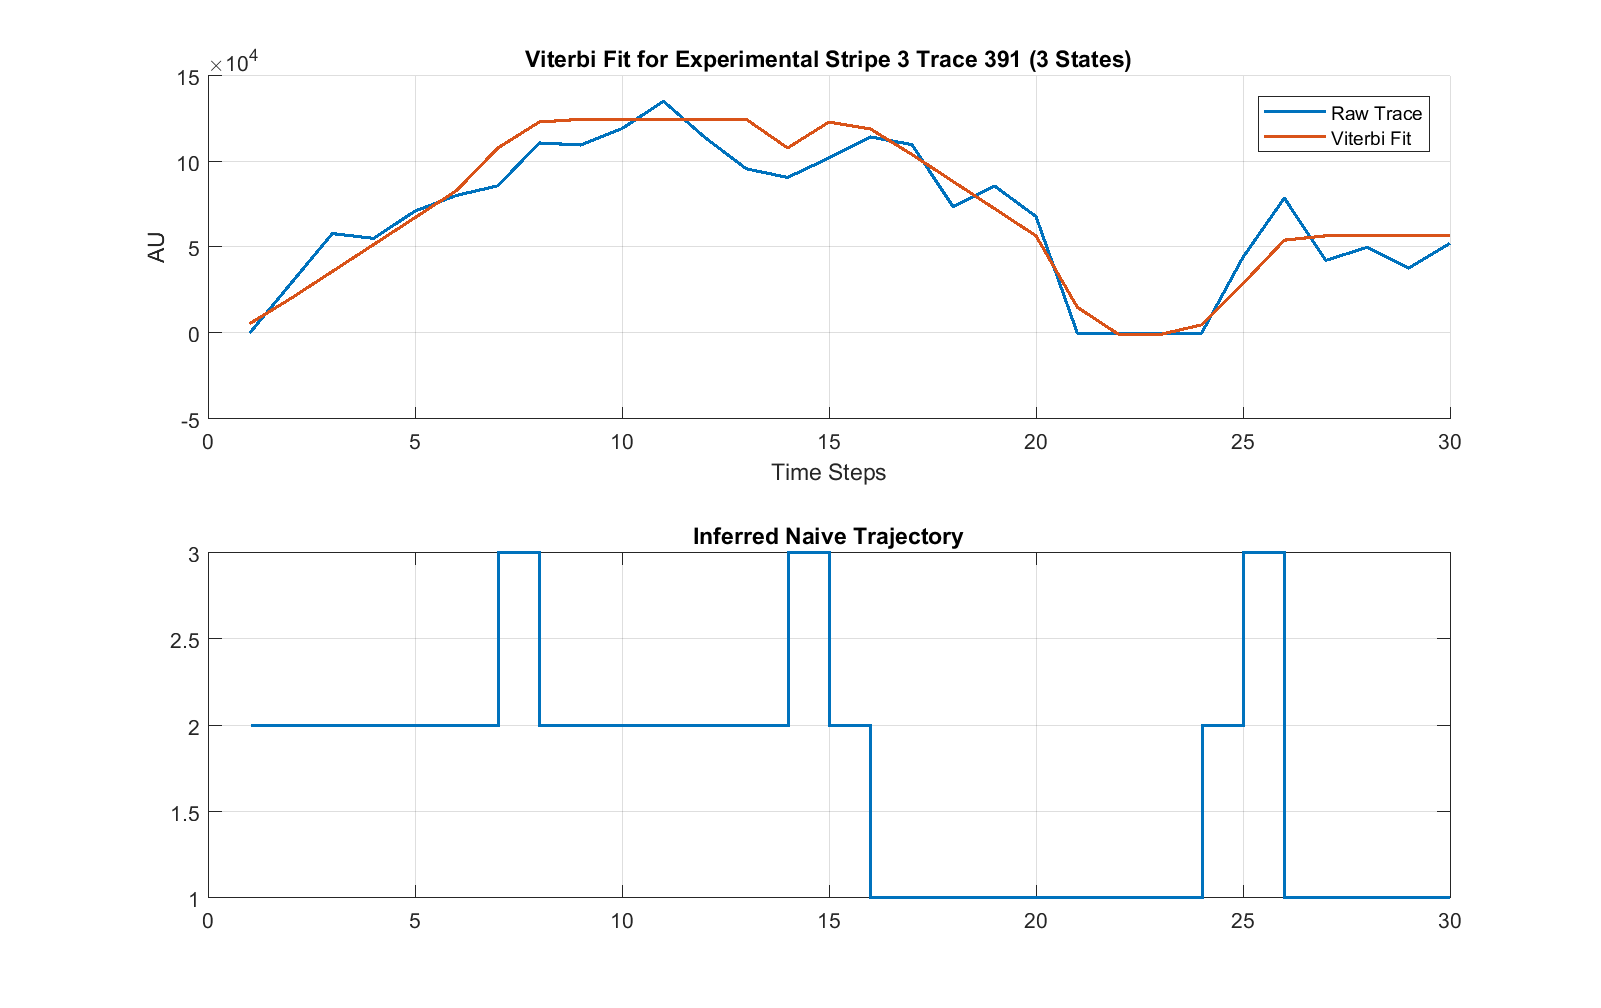 Viterbi Fit for Experimental Stripe 3 Trace 391 (3 States)
×10^4
15
10
5
0
-5
AU
Raw Trace
Viterbi Fit
0 5 10 15 20 25 30
Time Steps
Inferred Naive Trajectory
3
2.5
2
1.5
1
0 5 10 15 20 25 30